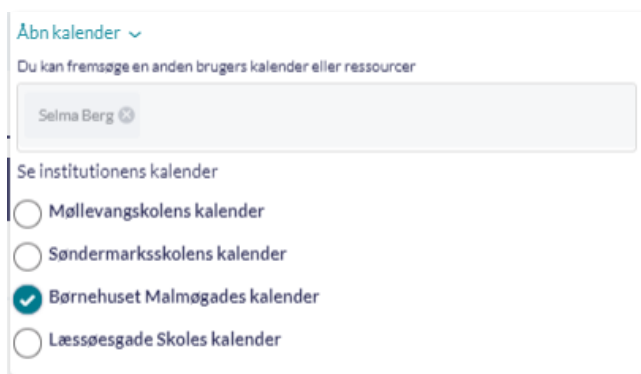 Åbn kalender
Du kan fremsøge en anden brugers kalender eller ressourcer
Selma Berg
Se institutionens kalender
Møllevangskolens kalender
Søndermarksskolens kalender
Børnehuset Malmøgades kalender
Læssøesgade Skoles kalender